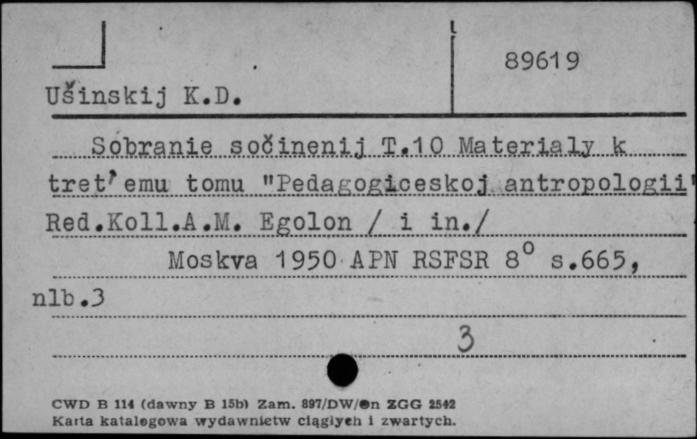 89619
Ušinskij K.D.
Sobranie sočinenij T.10 Materialy k
tret'emu tomu "Pedagogiceskoj antropologii"
Red.Koll.A.M. Egolon / i in./
Moskva 1950 APN RSFSR 8° s.665,
nlb.3
3
CWD B 114 (dawny B 15b) Zam. 897/DW/on ZGG 2542
Karta katalogowa wydawnictw ciągłych i zwartych.